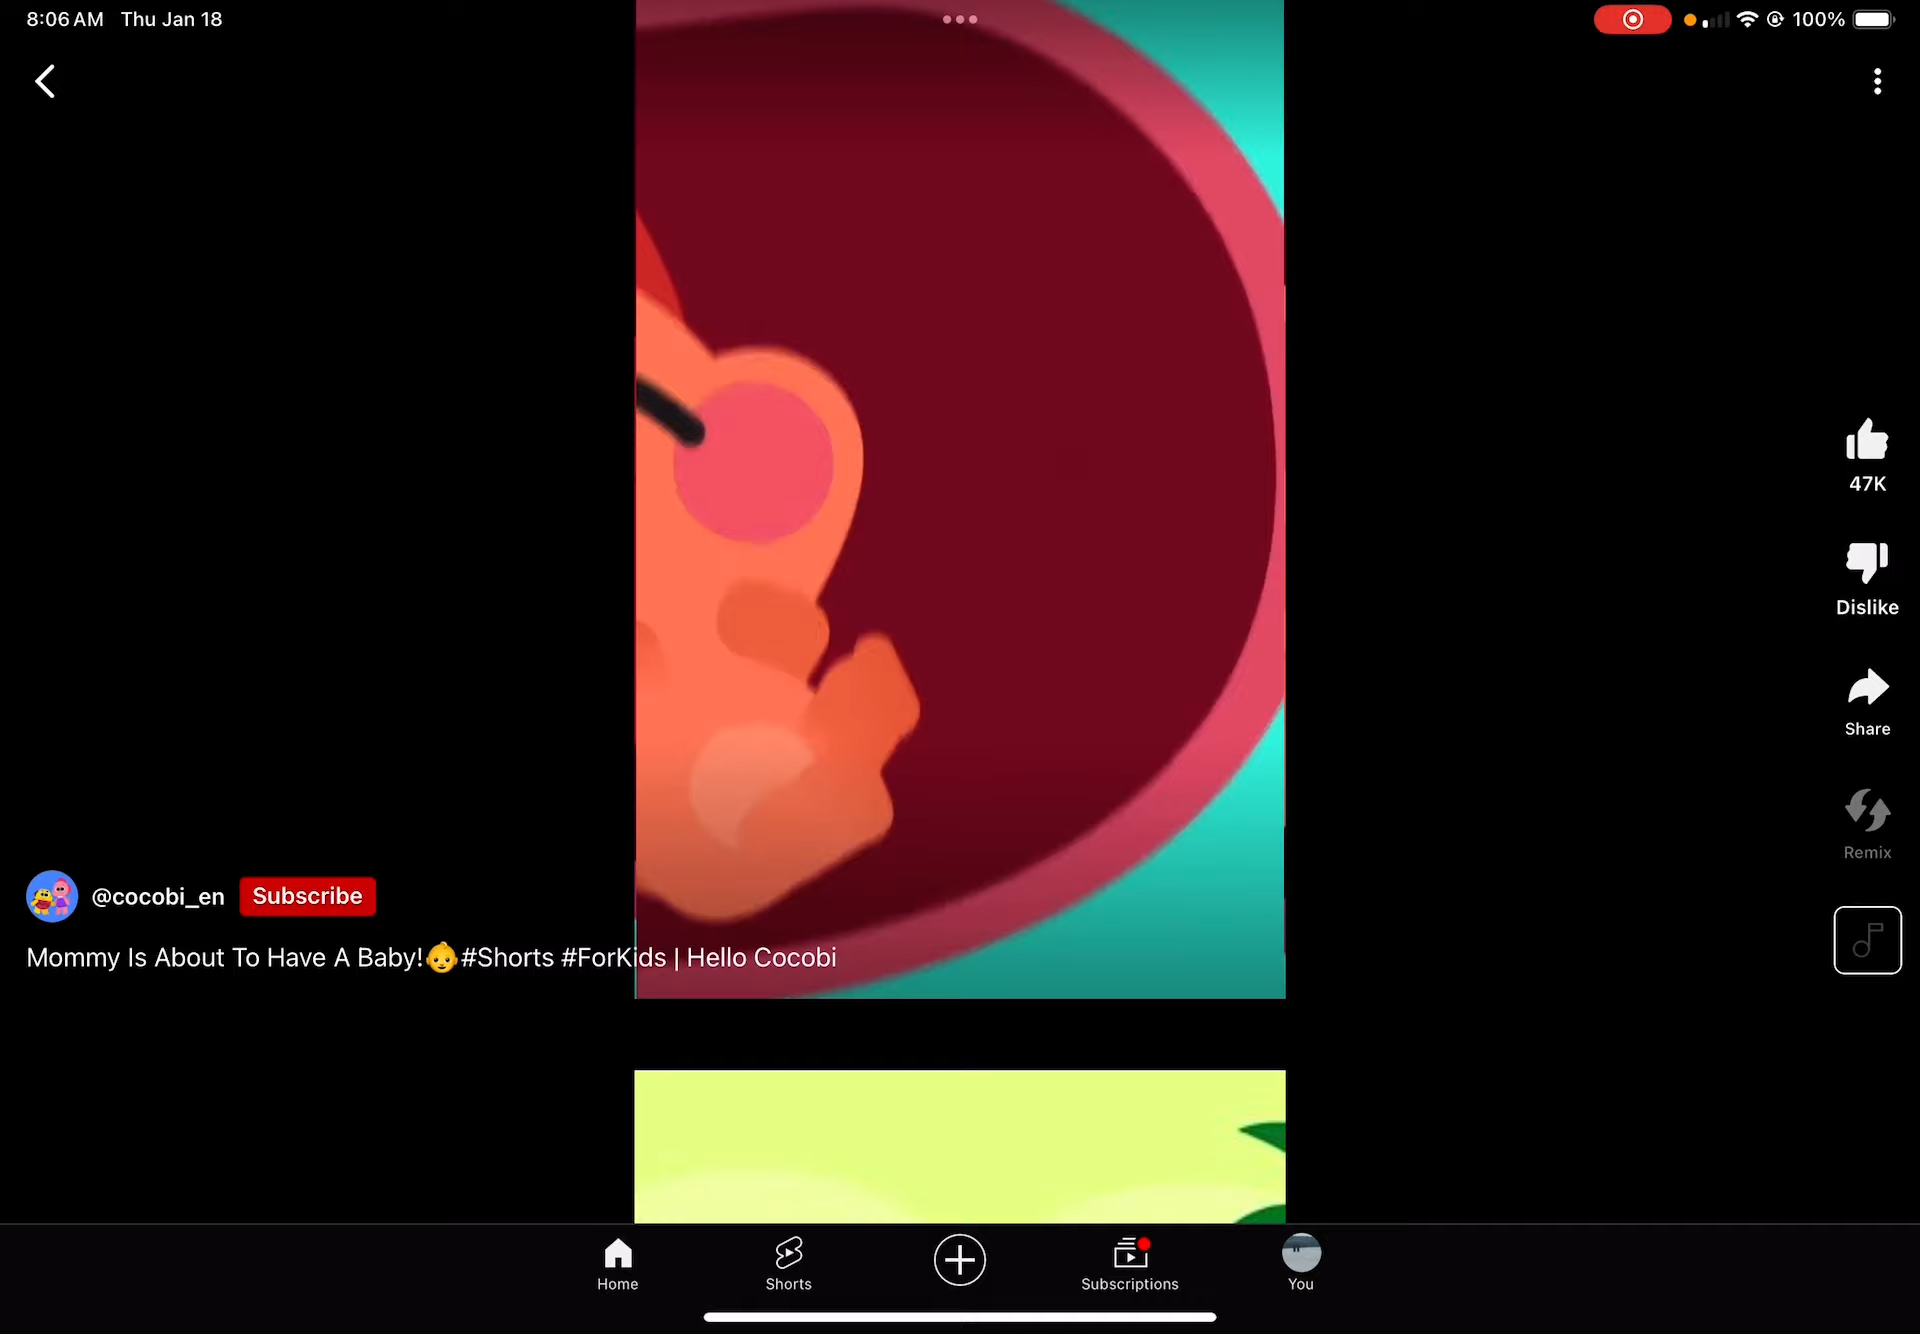 8:06 AM Thu Jan 18
100%
47K
Dislike
Share
Remix
@cocobi_en Subscribe
Mommy Is About To Have A Baby!👶#Shorts #ForKids | Hello Cocobi
Home Shorts Subscriptions You